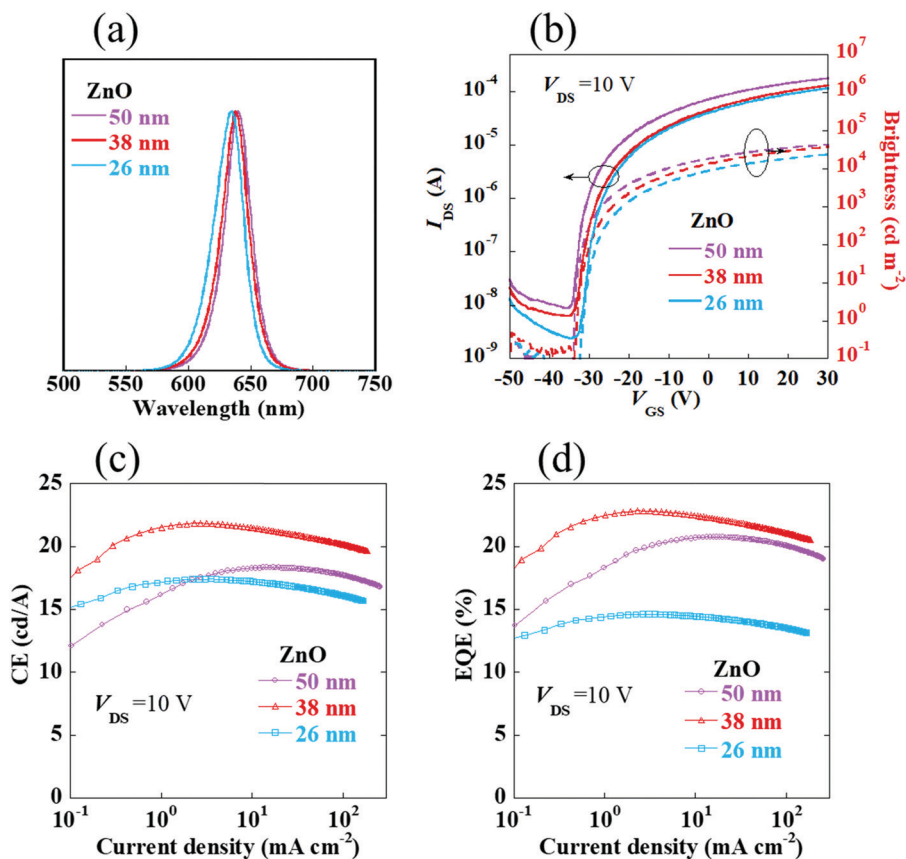 (a)
ZnO
50 nm
38 nm
26 nm
500 550 600 650 700 750
Wavelength (nm)
(b)
V_DS = 10 V
10^-4
10^-5
10^-6
10^-7
10^-8
10^-9
I_DS (A)
10^7
10^6
10^5
10^4
10^3
10^2
10^1
10^0
10^-1
Brightness (cd m^-2)
ZnO
50 nm
38 nm
26 nm
-50 -40 -30 -20 -10 0 10 20 30
V_GS (V)
(c)
25
20
15
10
5
0
CE (cd/A)
V_DS =10 V
ZnO
50 nm
38 nm
26 nm
10^-1 10^0 10^1 10^2
Current density (mA cm^-2)
(d)
25
20
15
10
5
0
EQE (%)
V_DS =10 V
ZnO
50 nm
38 nm
26 nm
10^-1 10^0 10^1 10^2
Current density (mA cm^-2)